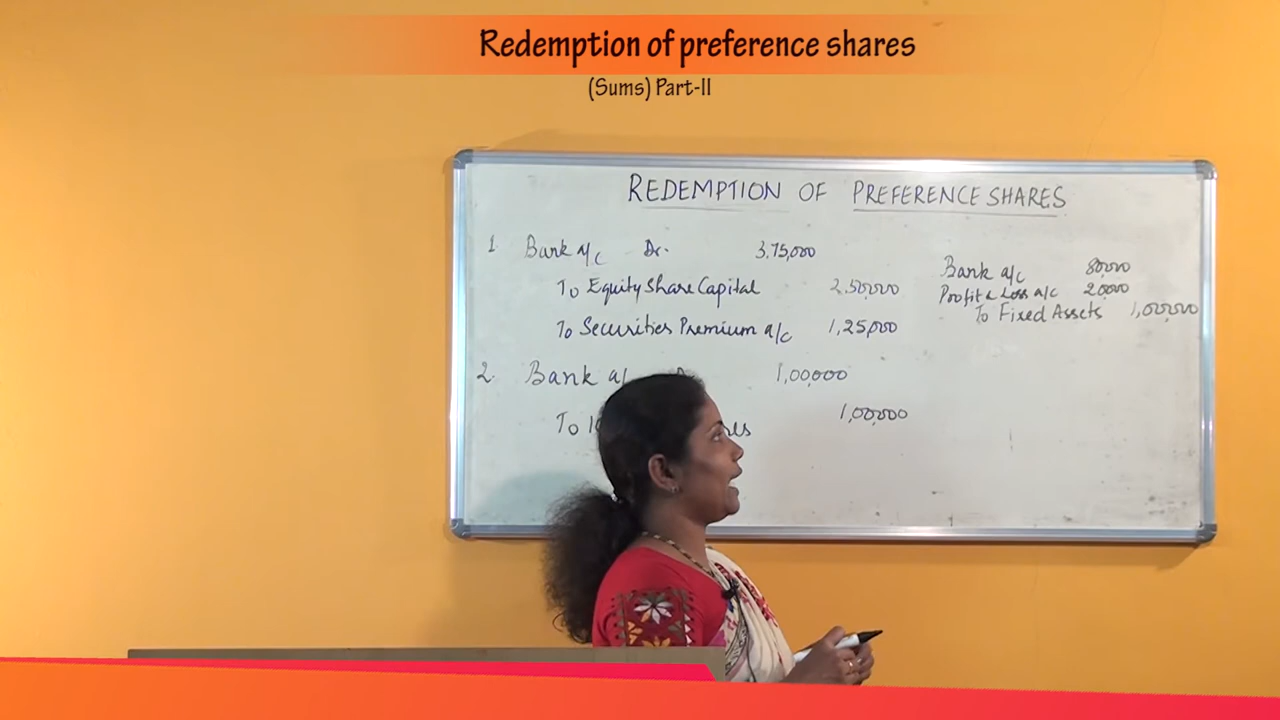 Redemption of preference shares
(Sums) Part-II
REDEMPTION OF PREFERENCE SHARES
1. Bank a/c Dr. 3,75,000
To Equity Share Capital 2,50,000
To Securities Premium a/c 1,25,000
2. Bank 1,00,000
To 1,00,000
Bank a/c 80,000
Profit & Loss a/c 20,000
To Fixed Assets 1,00,000